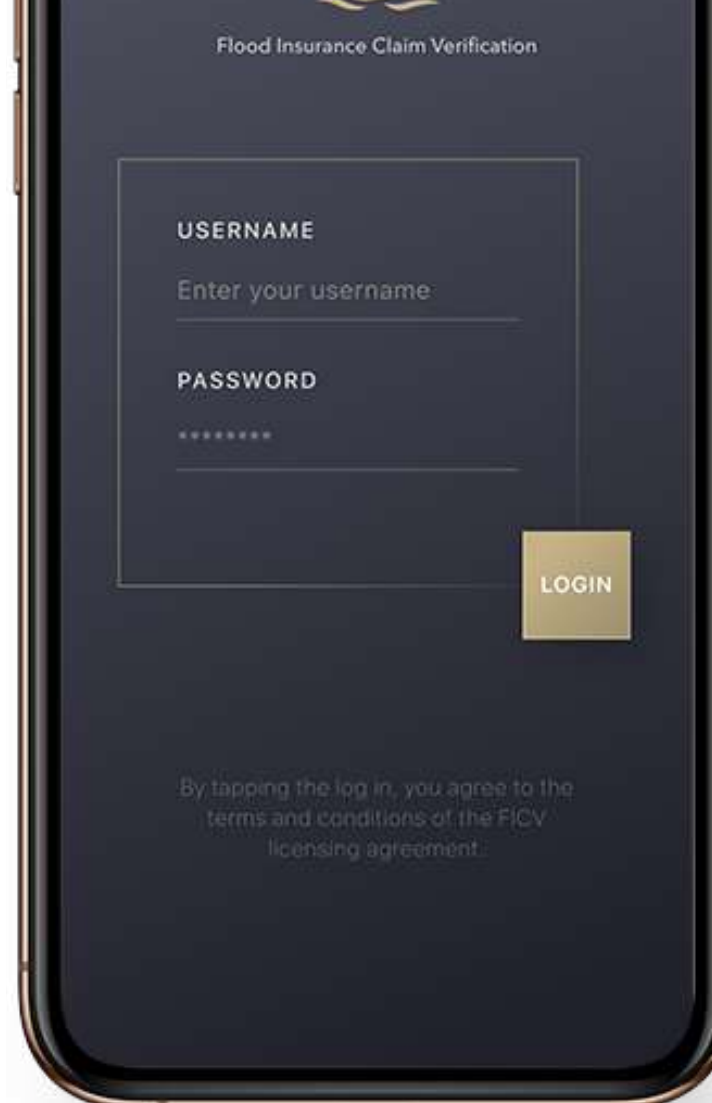 Flood Insurance Claim Verification
USERNAME
Enter your username
PASSWORD
********
LOGIN
By tapping the log in, you agree to the
terms and conditions of the FICV
licensing agreement.